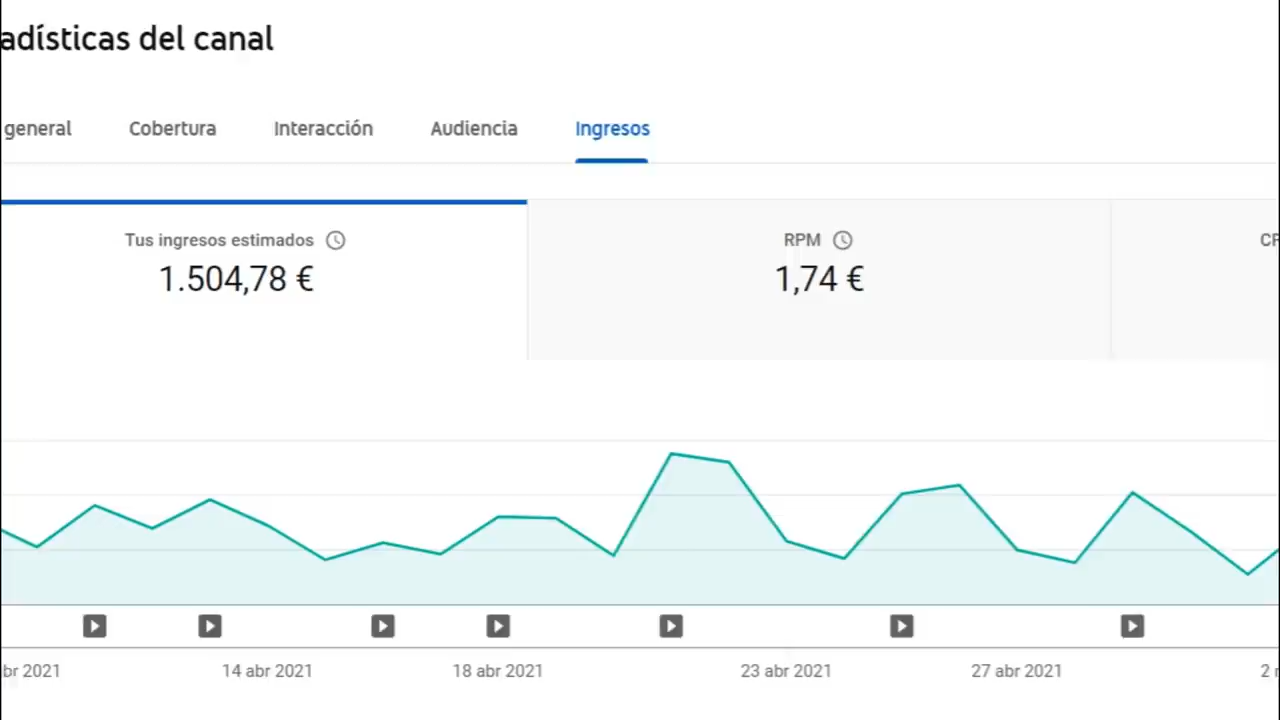 adísticas del canal
general Cobertura Interacción Audiencia Ingresos
Tus ingresos estimados RPM CP
1.504,78 € 1,74 €
br 2021 14 abr 2021 18 abr 2021 23 abr 2021 27 abr 2021 2